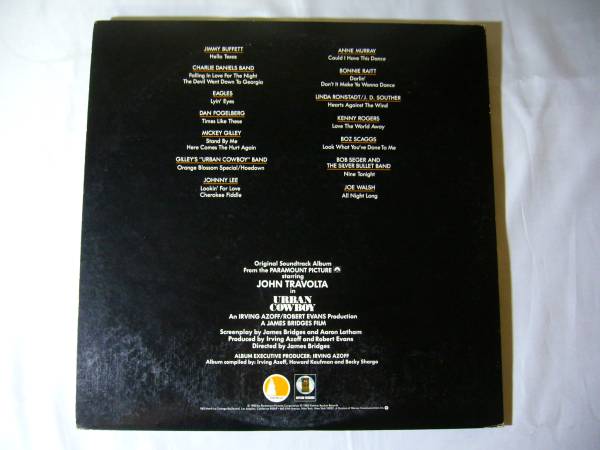 JIMMY BUFFETT
Hello Texas
CHARLIE DANIELS BAND
Falling In Love For The Night
The Devil Went Down To Georgia
EAGLES
Lyin' Eyes
DAN FOGELBERG
Times Like These
MICKEY GILLEY
Stand By Me
Here Comes The Hurt Again
GILLEY'S "URBAN COWBOY" BAND
Orange Blossom Special/Hoedown
JOHNNY LEE
Lookin' For Love
Cherokee Fiddle
ANNE MURRAY
Could I Have This Dance
BONNIE RAITT
Darlin'
Don't It Make Ya Wanna Dance
LINDA RONSTADT/J. D. SOUTHER
Hearts Against The Wind
KENNY ROGERS
Love The World Away
BOZ SCAGGS
Look What You've Done To Me
BOB SEGER AND
THE SILVER BULLET BAND
Nine Tonight
JOE WALSH
All Night Long
Original Soundtrack Album
From the PARAMOUNT PICTURE
starring
JOHN TRAVOLTA
in
URBAN
COWBOY
An IRVING AZOFF/ROBERT EVANS Production
A JAMES BRIDGES FILM
Screenplay by James Bridges and Aaron Latham
Produced by Irving Azoff and Robert Evans
Directed by James Bridges
ALBUM EXECUTIVE PRODUCER: IRVING AZOFF
Album compiled by: Irving Azoff, Howard Kaufman and Becky Shargo